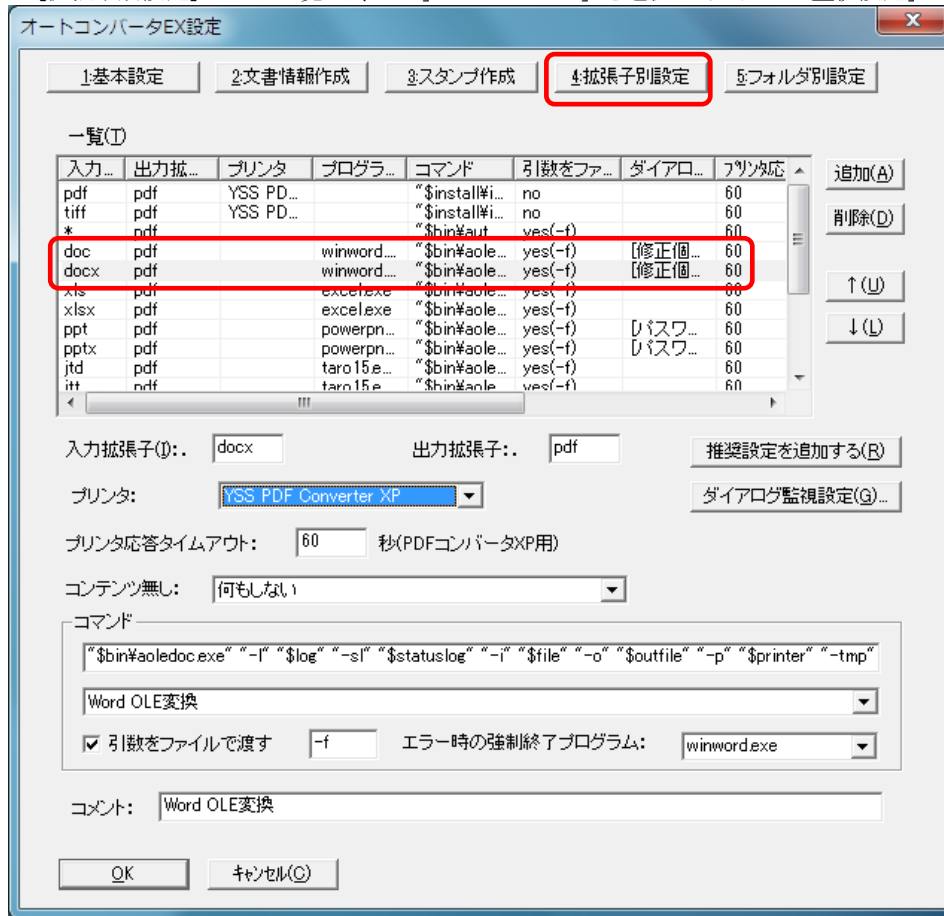 オートコンバータEX設定
1:基本設定 2:文書情報作成 3:スタンプ作成 4:拡張子別設定 5:フォルダ別設定
一覧(T)
入力... 出力拡... プリンタ プログラ... コマンド 引数をファ... ダイアロ... プリンタ応
追加(A)
pdf pdf YSS PD... "$install¥i... no 60
tiff pdf YSS PD... "$install¥i... no 60
* pdf "$bin¥aut... yes(-f) 60
削除(D)
doc pdf winword.... "$bin¥aole... yes(-f) [修正個... 60
docx pdf winword.... "$bin¥aole... yes(-f) [修正個... 60
xls pdf excel.exe "$bin¥aole... yes(-f) 60
↑(U)
xlsx pdf excel.exe "$bin¥aole... yes(-f) 60
ppt pdf powerpn... "$bin¥aole... yes(-f) [パスワ... 60
↓(L)
pptx pdf powerpn... "$bin¥aole... yes(-f) [パスワ... 60
jtd pdf taro15.e... "$bin¥aole... yes(-f) 60
jtt pdf taro15.e... "$bin¥aole... yes(-f) 60
入力拡張子(I):. docx 出力拡張子:. pdf 推奨設定を追加する(R)
プリンタ: YSS PDF Converter XP ダイアログ監視設定(G)...
プリンタ応答タイムアウト: 60 秒(PDFコンバータXP用)
コンテンツ無し: 何もしない
コマンド
"$bin¥aoledoc.exe" "-l" "$log" "-sl" "$statuslog" "-i" "$file" "-o" "$outfile" "-p" "$printer" "-tmp"
Word OLE変換
引数をファイルで渡す -f エラー時の強制終了プログラム: winword.exe
コメント: Word OLE変換
OK キャンセル(C)